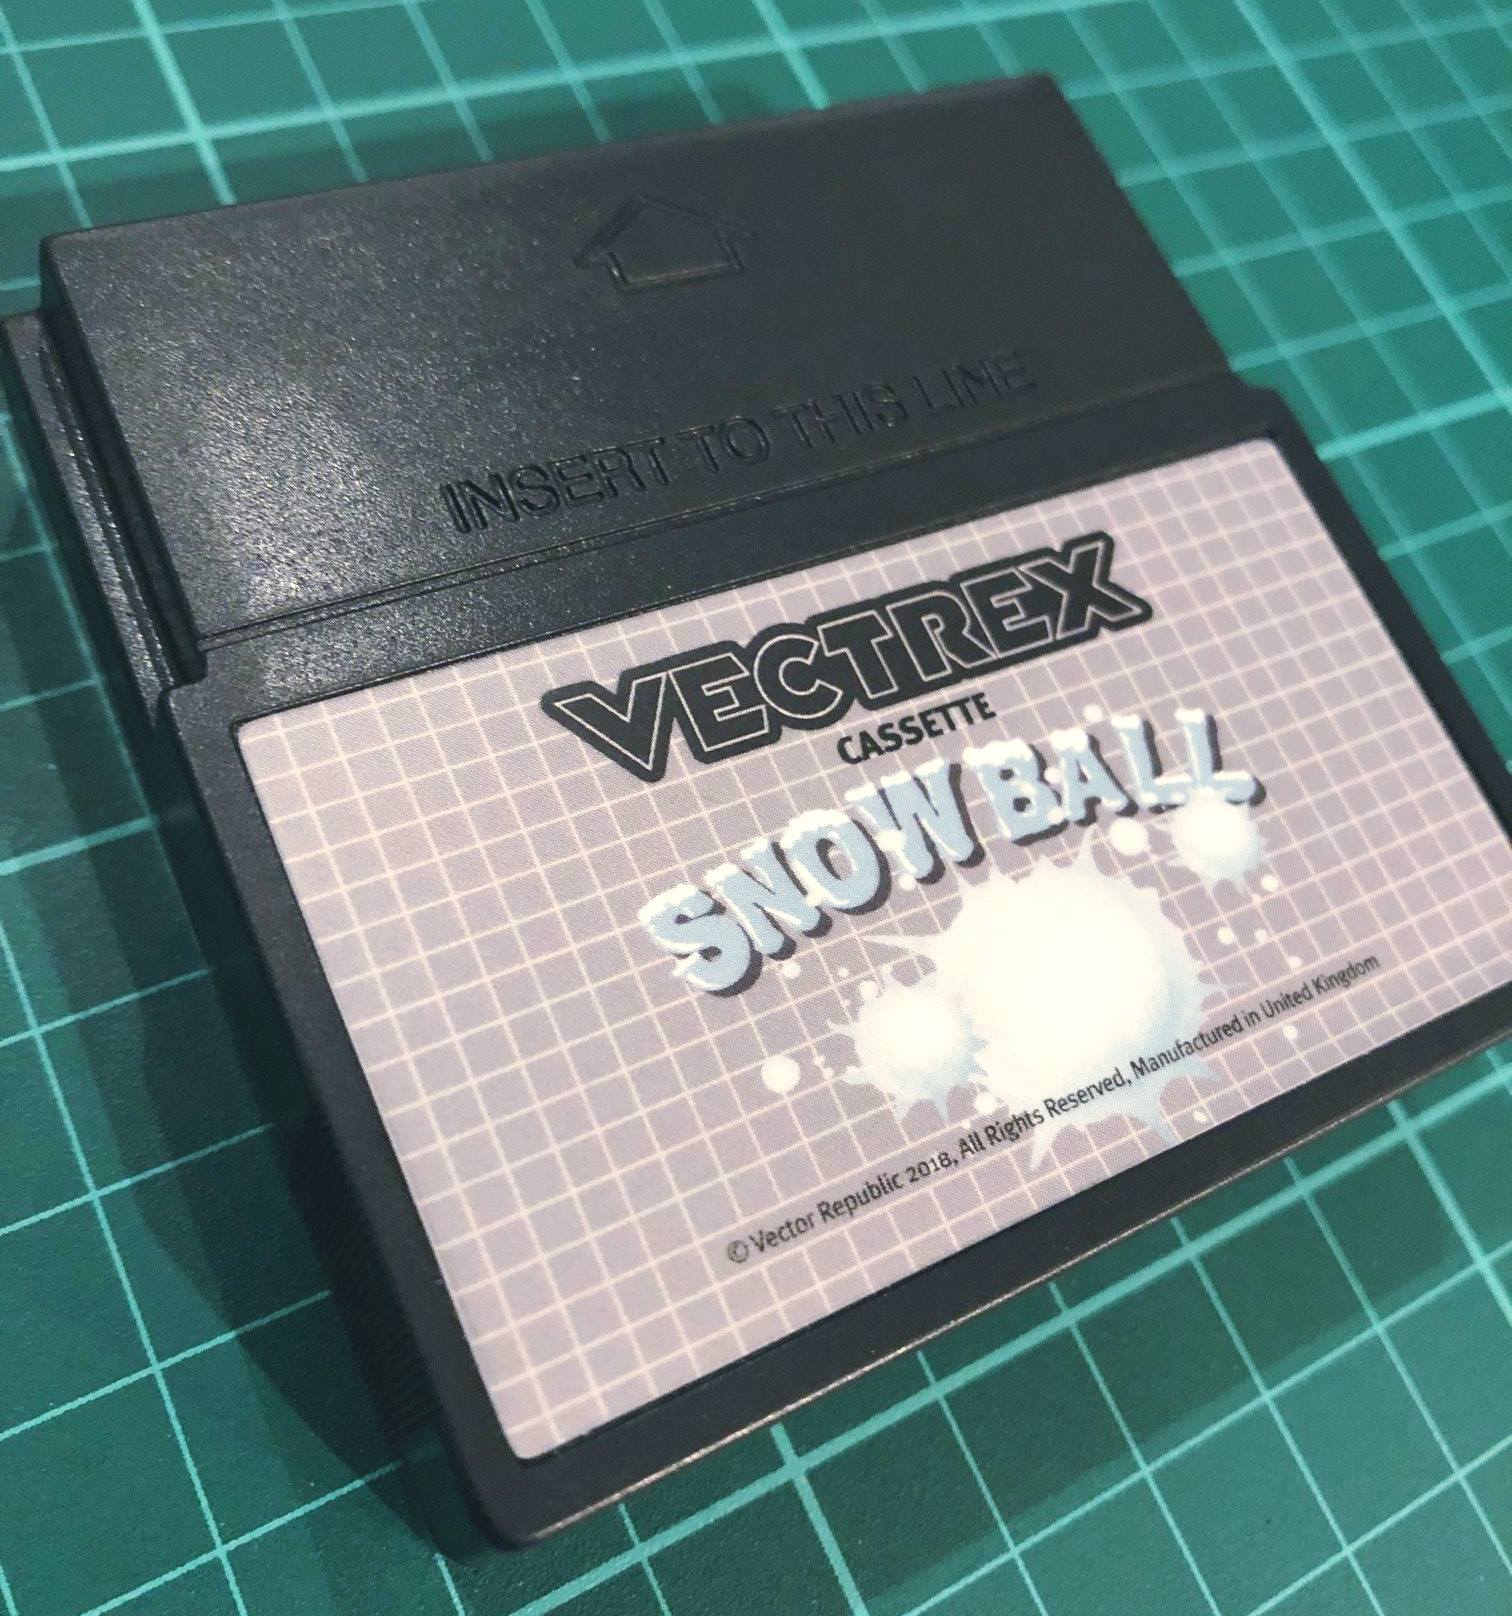 INSERT TO THIS LINE
VECTREX
CASSETTE
SNOW BALL
© Vector Republic 2018, All Rights Reserved, Manufactured in United Kingdom